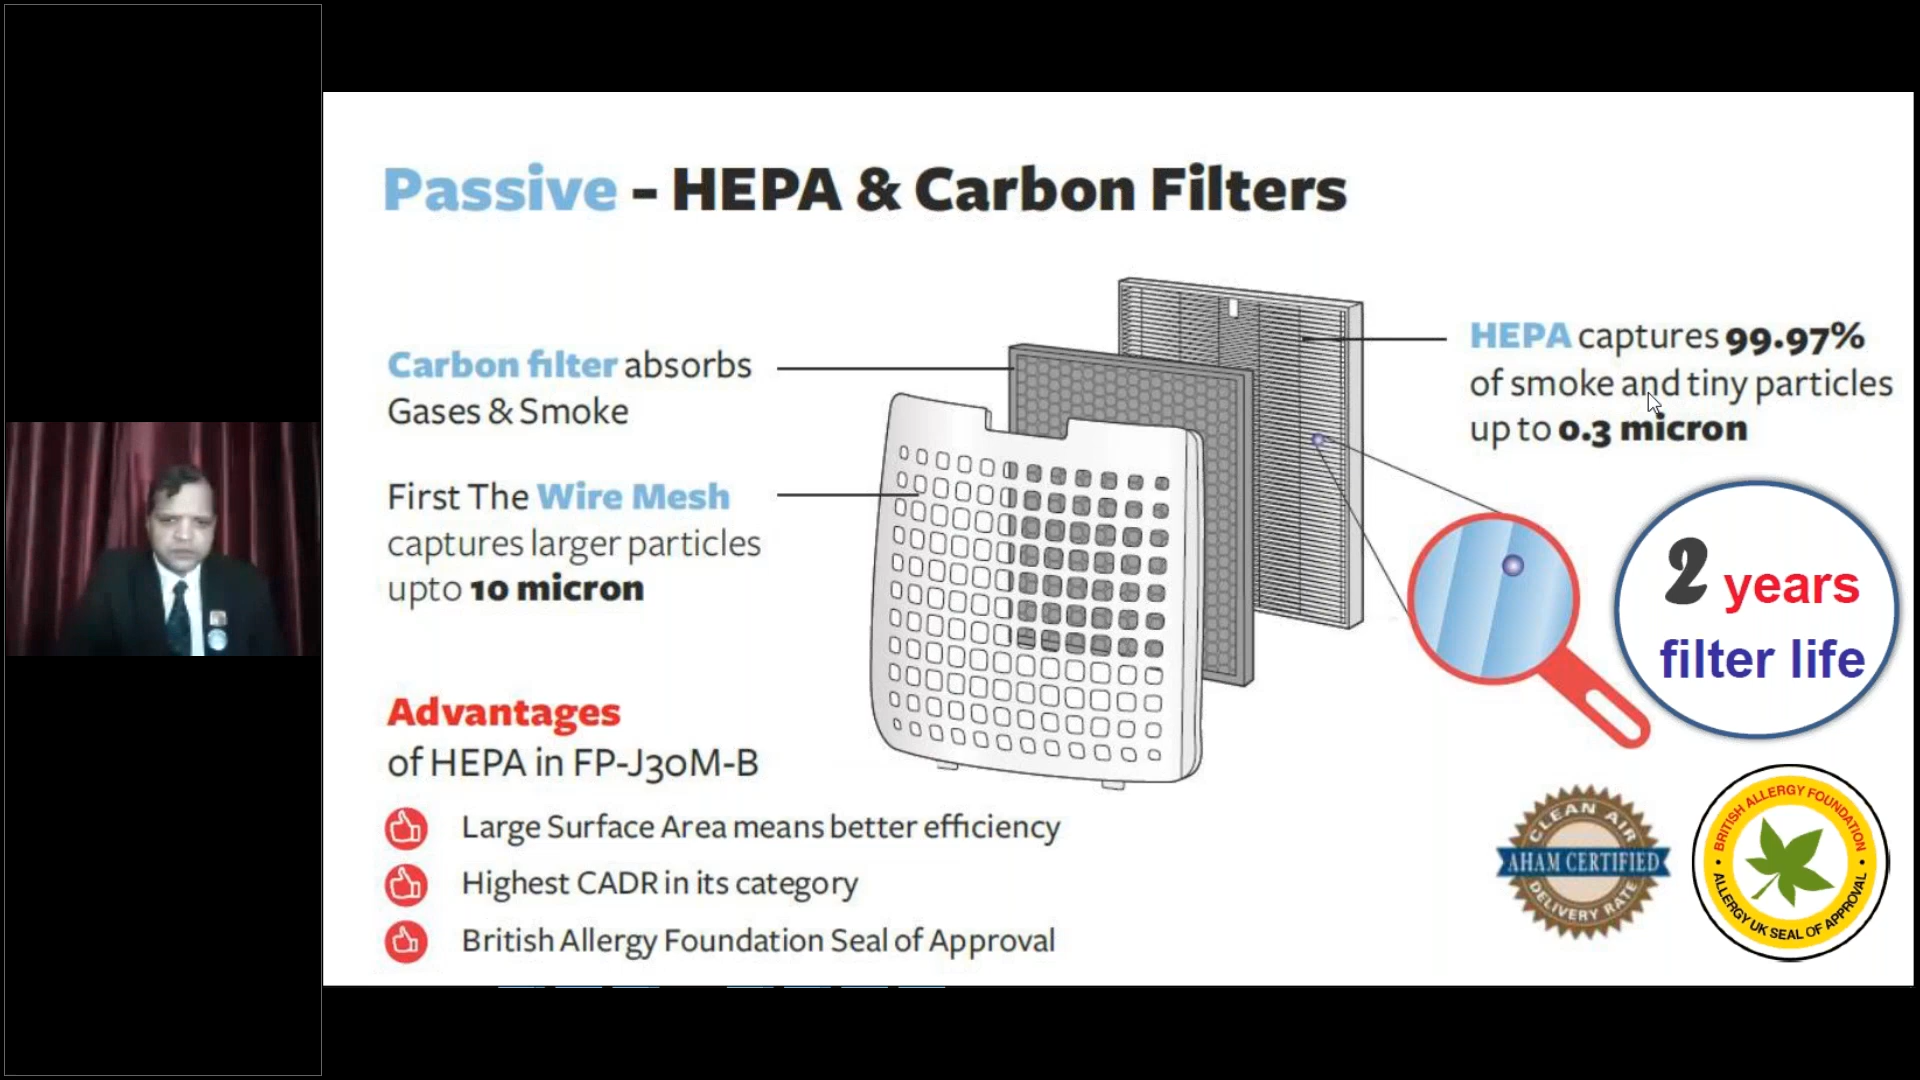 Passive - HEPA & Carbon Filters
Carbon filter absorbs
Gases & Smoke
First The Wire Mesh
captures larger particles
upto 10 micron
HEPA captures 99.97%
of smoke and tiny particles
up to 0.3 micron
2 years
filter life
Advantages
of HEPA in FP-J30M-B
Large Surface Area means better efficiency
Highest CADR in its category
British Allergy Foundation Seal of Approval
CLEAN AIR
AHAM CERTIFIED
DELIVERY RATE
BRITISH ALLERGY FOUNDATION
ALLERGY UK SEAL OF APPROVAL